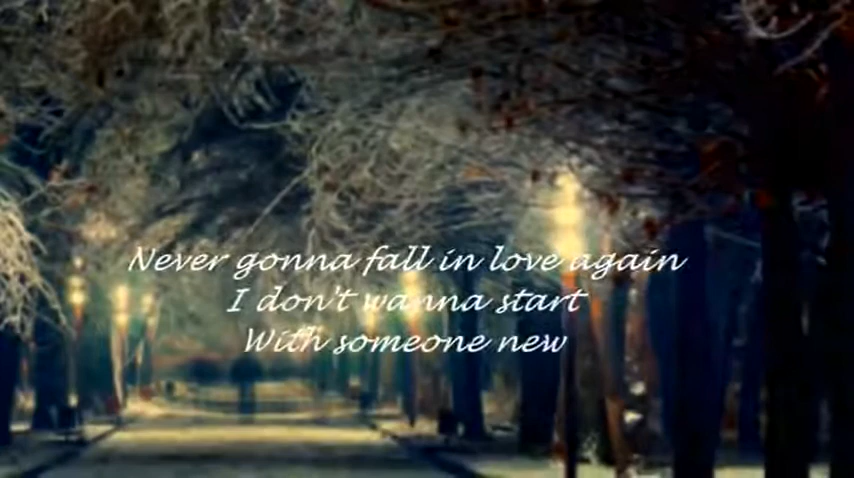 Never gonna fall in love again
I don't wanna start
With someone new